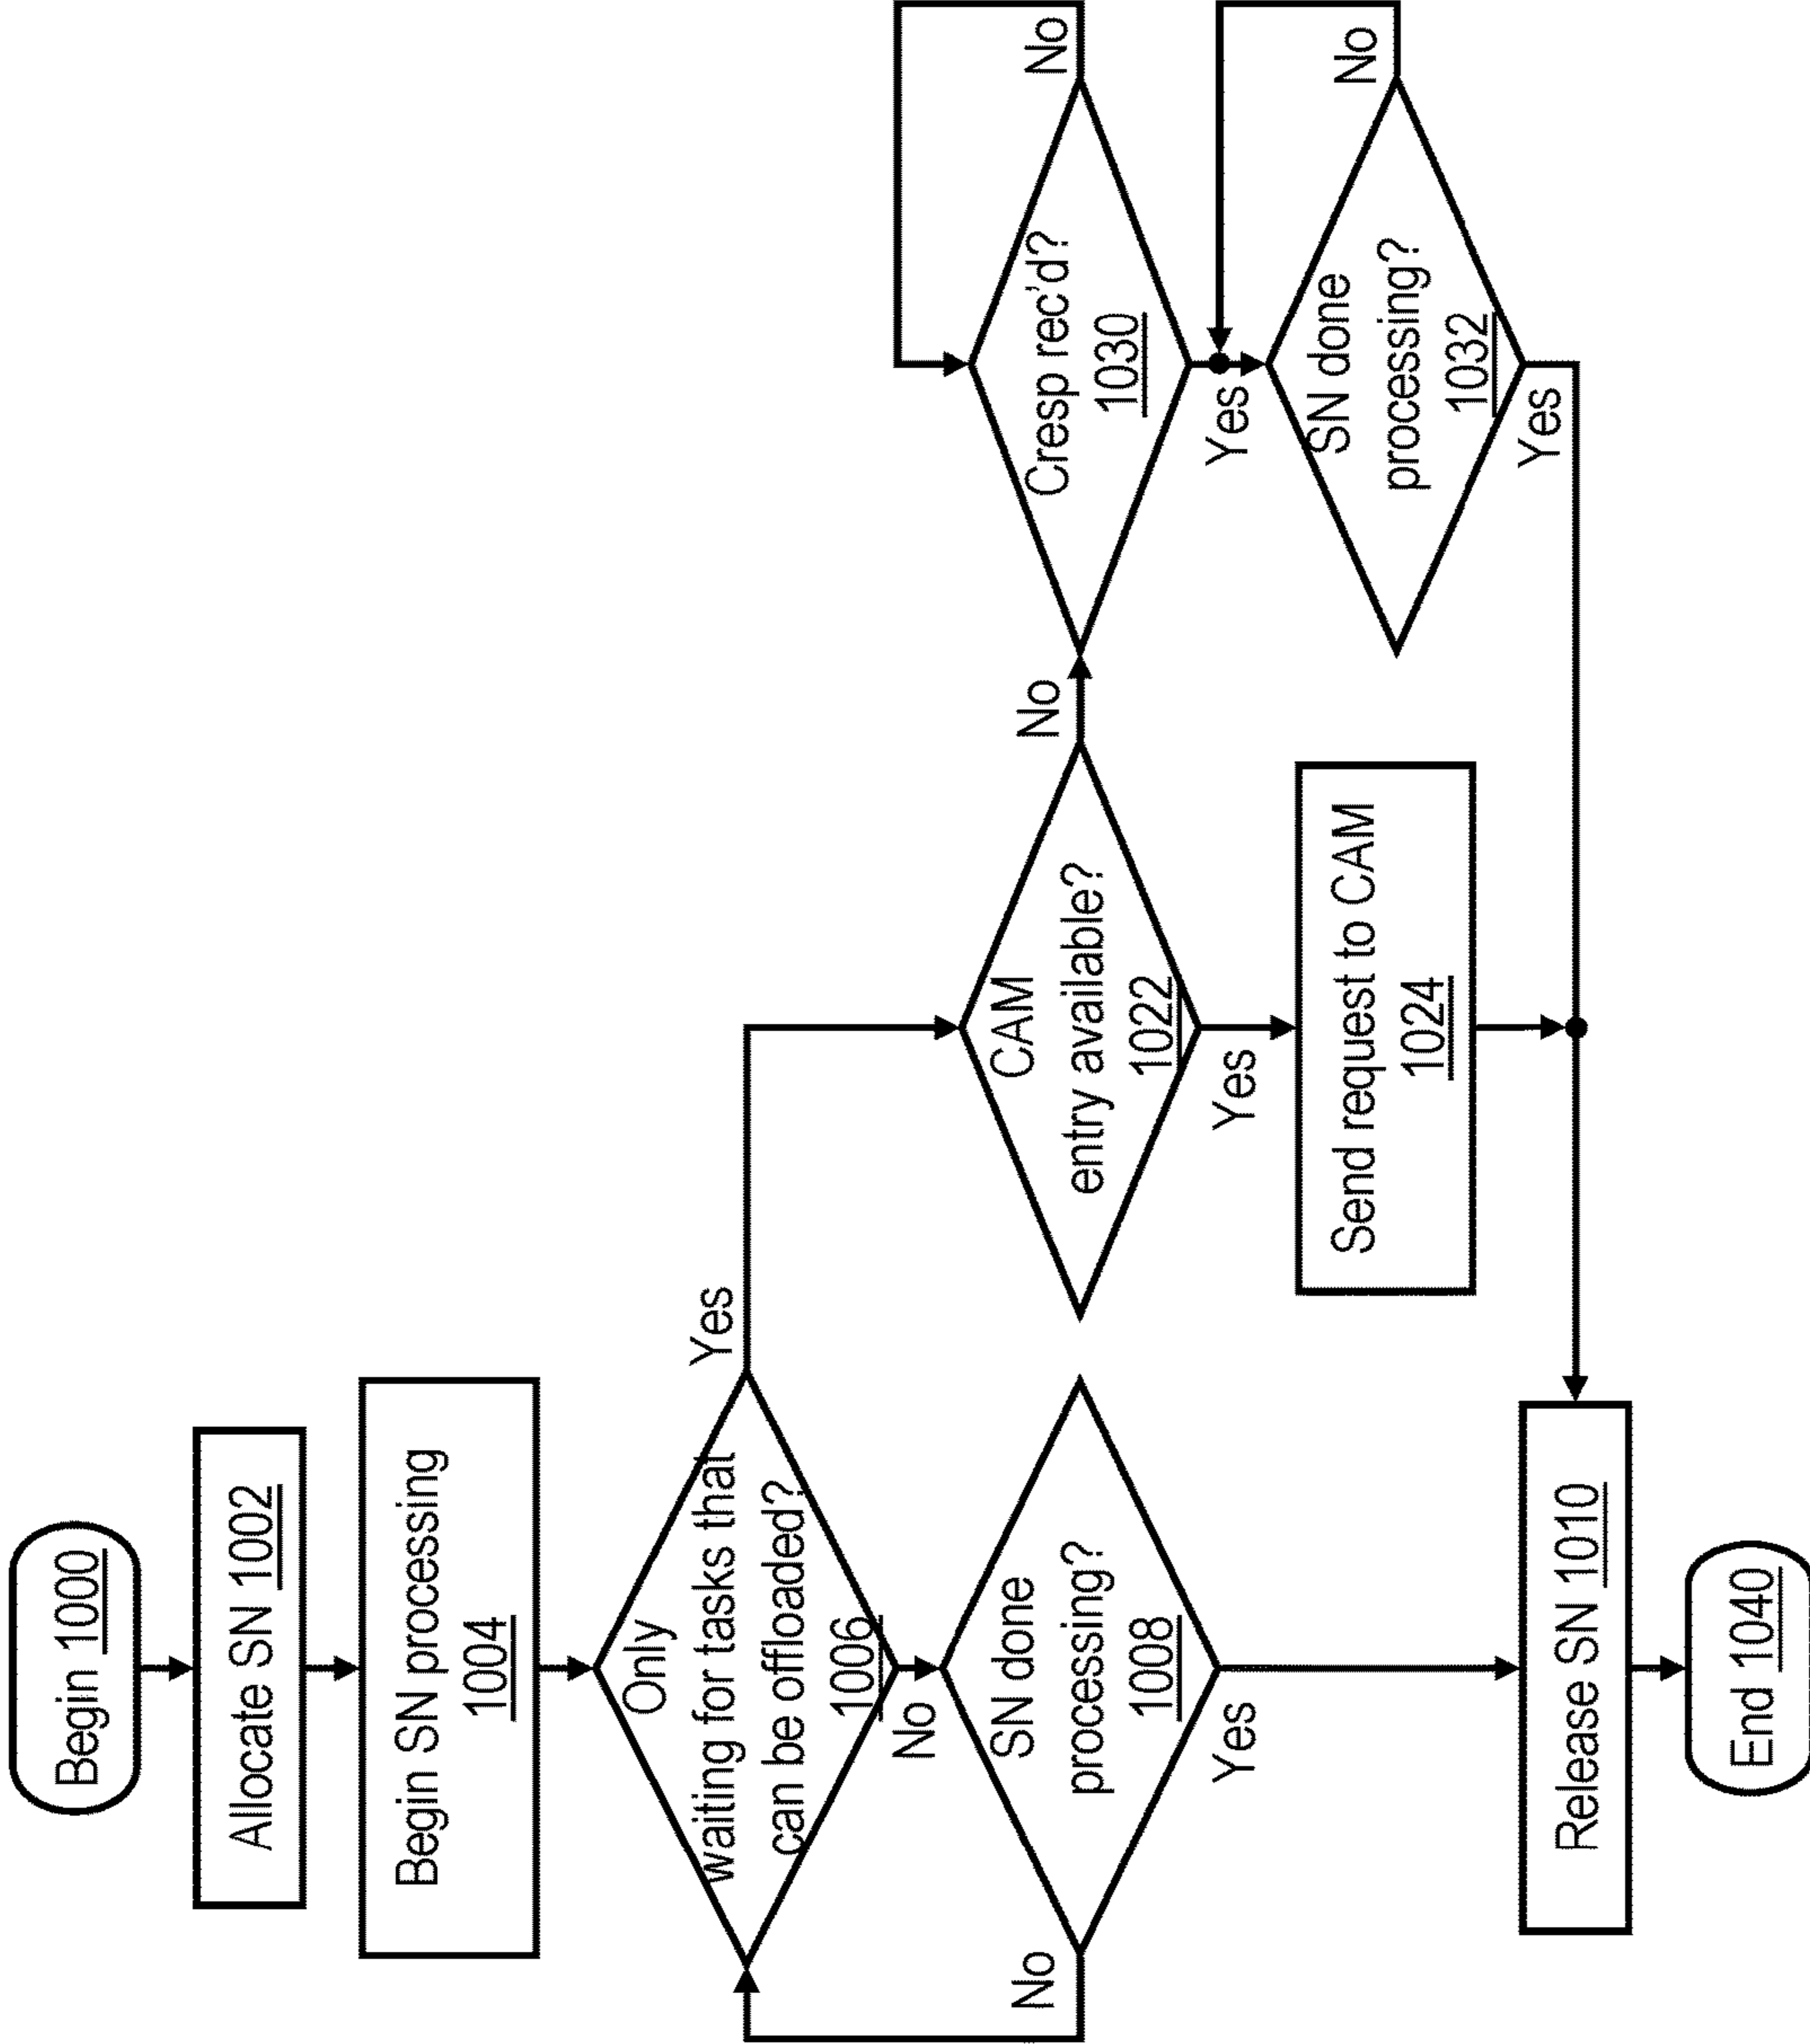 Begin 1000
Allocate SN 1002
Begin SN processing
1004
Only
waiting for tasks that
can be offloaded?
1006
Yes
No
SN done
processing?
1008
No
Yes
CAM
entry available?
1022
No
Yes
Send request to CAM
1024
Cresp rec'd?
1030
No
Yes
SN done
processing?
1032
No
Yes
Release SN 1010
End 1040